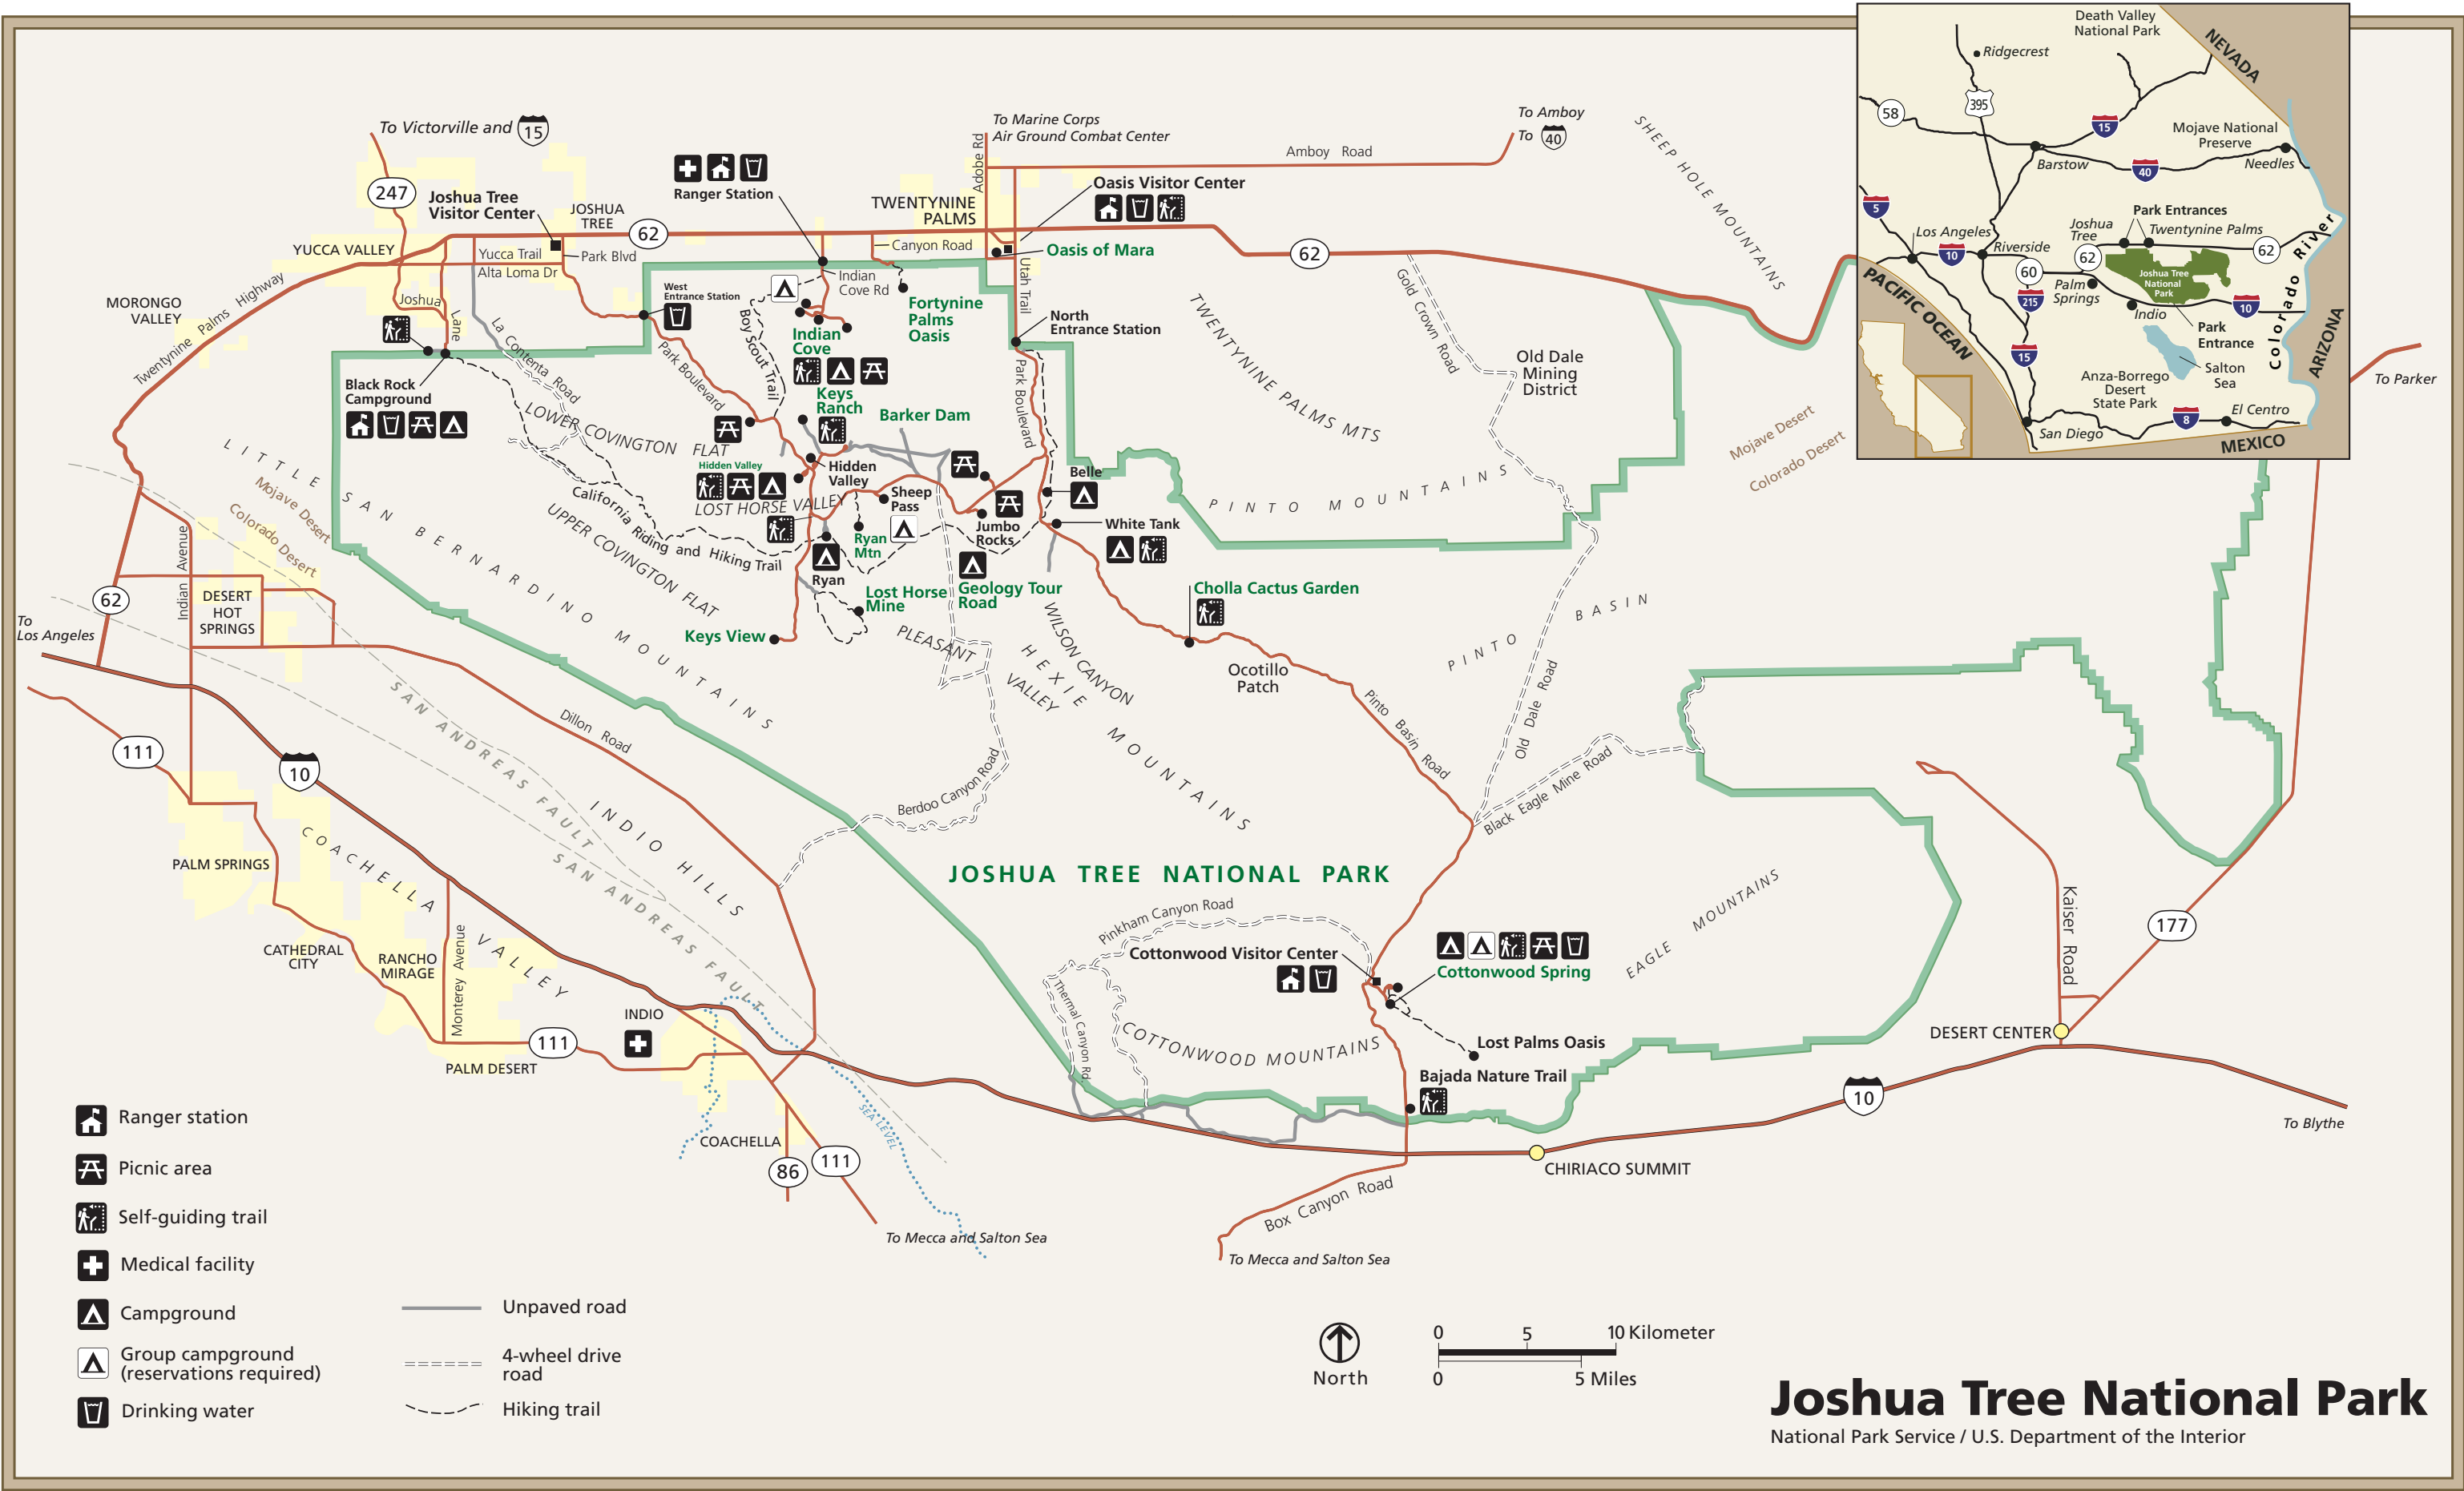 To Victorville and 15
247
Joshua Tree
Visitor Center
JOSHUA
TREE
62
YUCCA VALLEY
Yucca Trail
Alta Loma Dr
Park Blvd
MORONGO
VALLEY
Twentynine Palms Highway
Joshua Lane
La Contenta Road
Black Rock
Campground
Ranger Station
TWENTYNINE
PALMS
Adobe Rd
To Marine Corps
Air Ground Combat Center
Amboy Road
To Amboy
To 40
Oasis Visitor Center
Oasis of Mara
Canyon Road
Utah Trail
62
SHEEP HOLE MOUNTAINS
West
Entrance Station
Indian
Cove Rd
Fortynine
Palms
Oasis
North
Entrance Station
Boy Scout Trail
Indian
Cove
Park Boulevard
Park Boulevard
Keys
Ranch
Barker Dam
TWENTYNINE PALMS MTS
Gold Crown Road
Old Dale
Mining
District
Mojave Desert
Colorado Desert
To Parker
LOWER COVINGTON FLAT
Hidden Valley
Hidden
Valley
LOST HORSE VALLEY
Sheep
Pass
Belle
Jumbo
Rocks
White Tank
PINTO MOUNTAINS
LITTLE SAN BERNARDINO MOUNTAINS
Mojave Desert
Colorado Desert
California Riding and Hiking Trail
UPPER COVINGTON FLAT
Ryan
Mtn
Ryan
Lost Horse
Mine
Geology Tour
Road
Keys View
PLEASANT
VALLEY
WILSON CANYON
HEXIE MOUNTAINS
Cholla Cactus Garden
Ocotillo
Patch
PINTO BASIN
Pinto Basin Road
Old Dale Road
Black Eagle Mine Road
Berdoo Canyon Road
Indian Avenue
DESERT
HOT
SPRINGS
62
To
Los Angeles
111
10
SAN ANDREAS FAULT
SAN ANDREAS FAULT
Dillon Road
INDIO HILLS
COACHELLA VALLEY
PALM SPRINGS
CATHEDRAL
CITY
RANCHO
MIRAGE
Monterey Avenue
PALM DESERT
111
INDIO
COACHELLA
86
111
SEA LEVEL
To Mecca and Salton Sea
JOSHUA TREE NATIONAL PARK
Pinkham Canyon Road
Cottonwood Visitor Center
Cottonwood Spring
Thermal Canyon Rd.
COTTONWOOD MOUNTAINS
Lost Palms Oasis
Bajada Nature Trail
EAGLE MOUNTAINS
Kaiser Road
177
DESERT CENTER
10
To Blythe
CHIRIACO SUMMIT
Box Canyon Road
To Mecca and Salton Sea
Death Valley
National Park
NEVADA
Ridgecrest
395
58
15
Mojave National
Preserve
Barstow
40
Needles
5
Park Entrances
Joshua
Tree
Twentynine Palms
Los Angeles
10
Riverside
62
62
60
Joshua Tree
National
Park
Palm
Springs
215
Indio
10
Park
Entrance
Colorado River
PACIFIC OCEAN
15
Salton
Sea
ARIZONA
Anza-Borrego
Desert
State Park
8
El Centro
San Diego
MEXICO
Ranger station
Picnic area
Self-guiding trail
Medical facility
Campground
Group campground
(reservations required)
Drinking water
Unpaved road
4-wheel drive
road
Hiking trail
North
0 5 10 Kilometer
0 5 Miles
Joshua Tree National Park
National Park Service / U.S. Department of the Interior